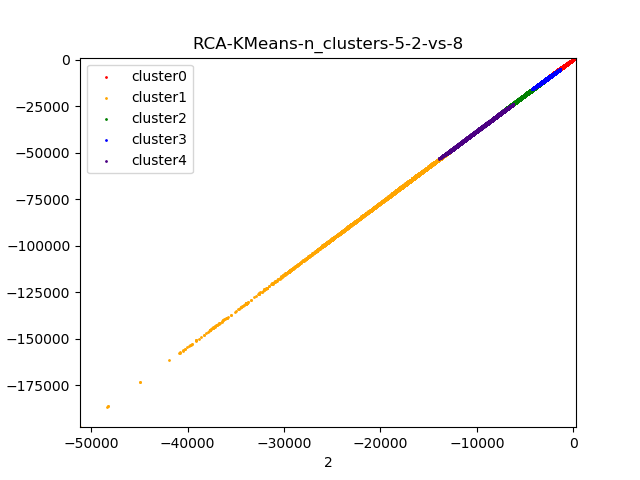 RCA-KMeans-n_clusters-5-2-vs-8
0
−25000
−50000
−75000
−100000
−125000
−150000
−175000
cluster0
cluster1
cluster2
cluster3
cluster4
−50000 −40000 −30000 −20000 −10000 0
2